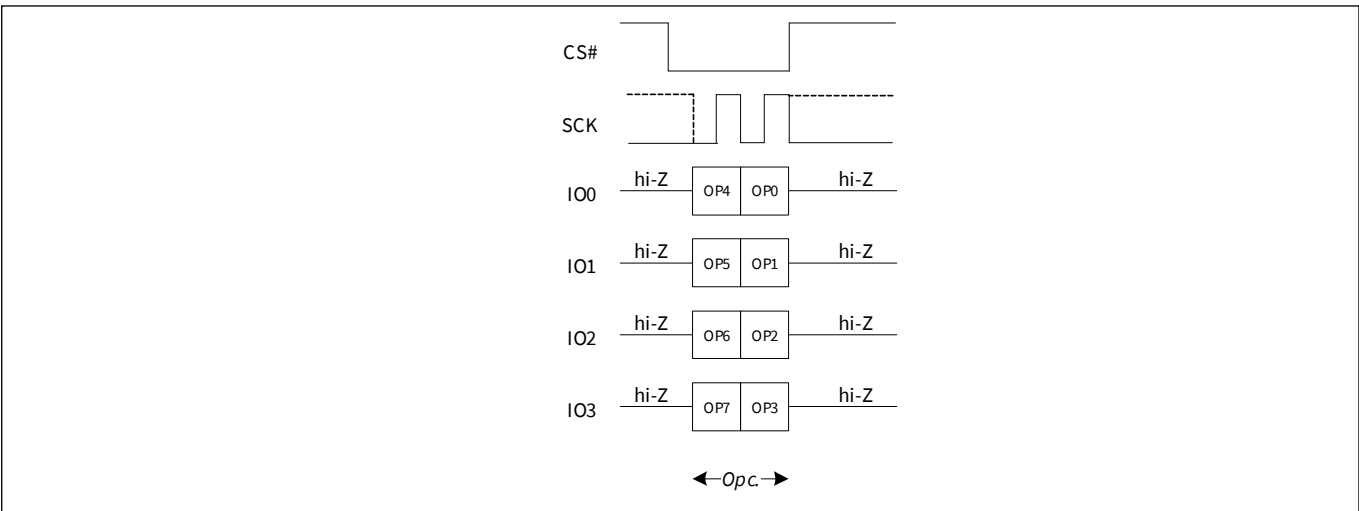 CS#
SCK
IO0 hi-Z OP4 OP0 hi-Z
IO1 hi-Z OP5 OP1 hi-Z
IO2 hi-Z OP6 OP2 hi-Z
IO3 hi-Z OP7 OP3 hi-Z
Opc.